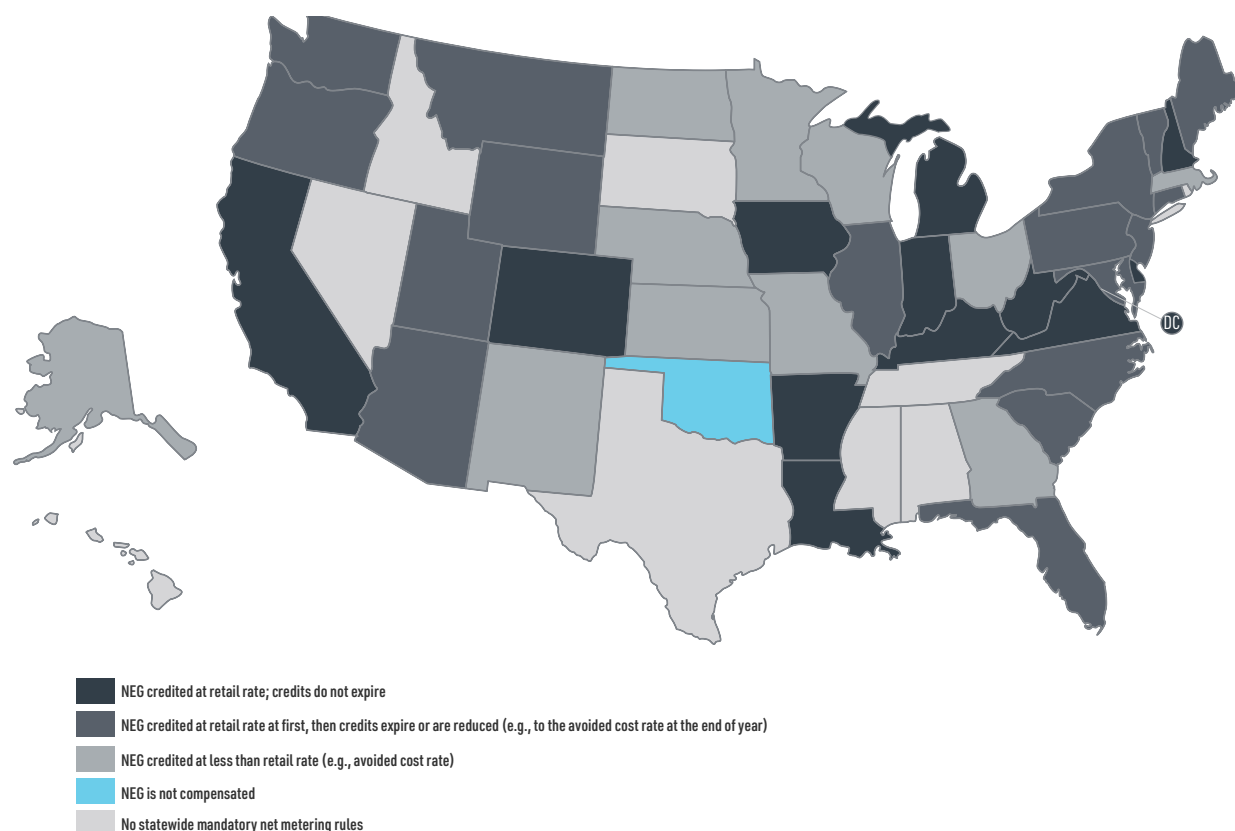 DC
NEG credited at retail rate; credits do not expire
NEG credited at retail rate at first, then credits expire or are reduced (e.g., to the avoided cost rate at the end of year)
NEG credited at less than retail rate (e.g., avoided cost rate)
NEG is not compensated
No statewide mandatory net metering rules